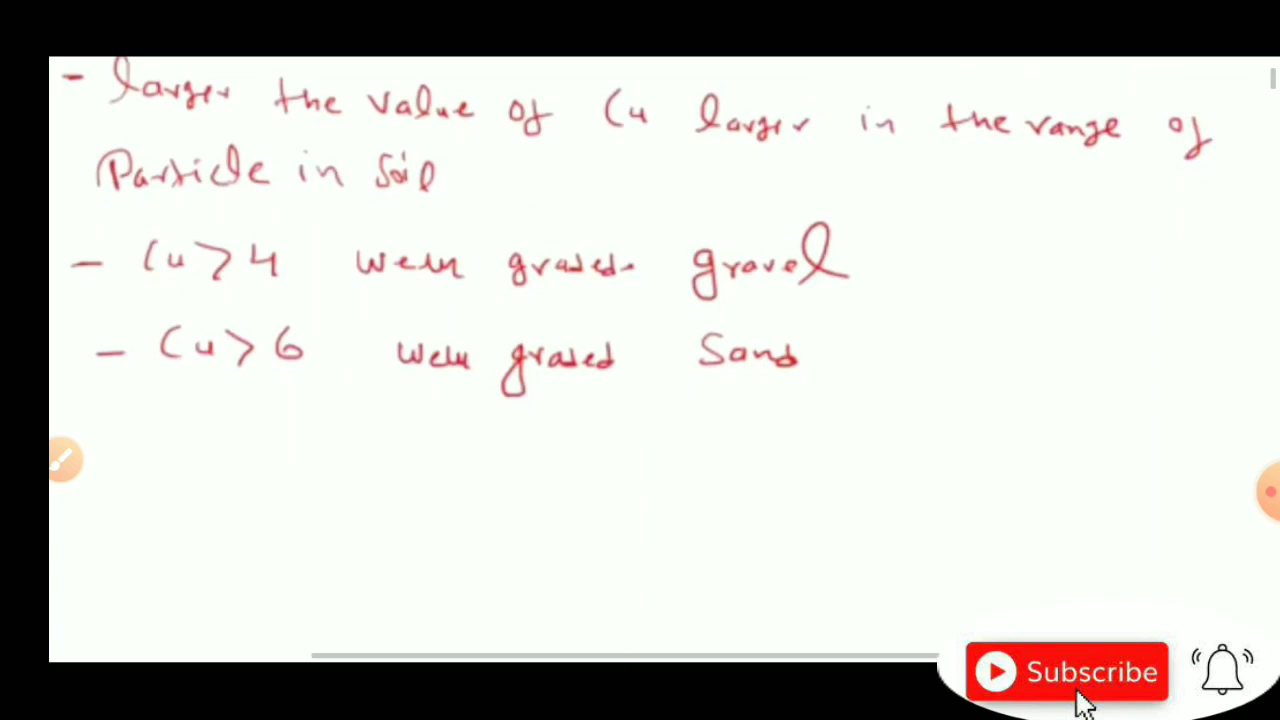 - larger the value of Cu larger in the range of
Particle in Soil
- Cu > 4 well graded. gravel
- Cu > 6 well graded Sand
Subscribe